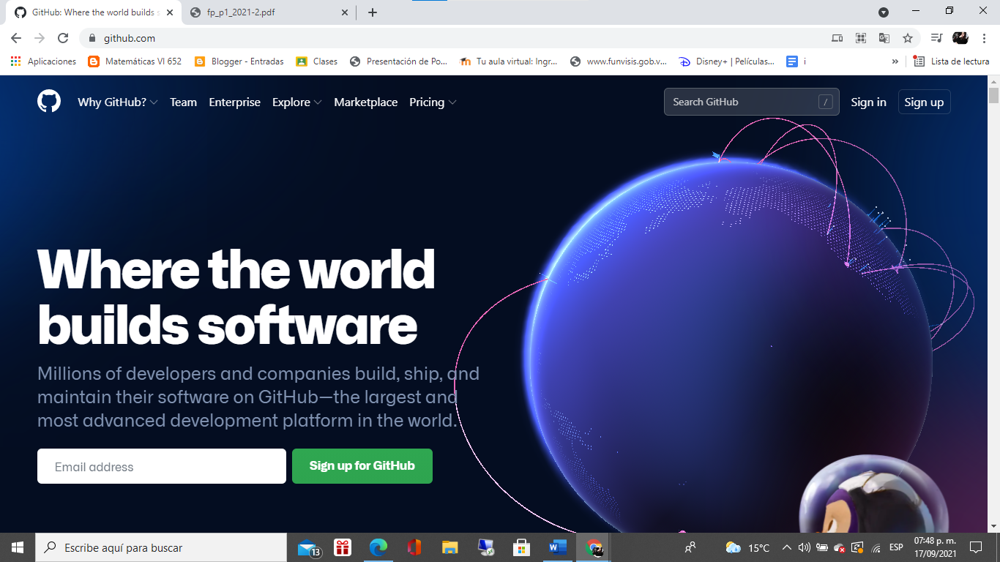 GitHub: Where the world builds s
fp_p1_2021-2.pdf
github.com
Aplicaciones
Matemáticas VI 652
Blogger - Entradas
Clases
Presentación de Po...
Tu aula virtual: Ingr...
www.funvisis.gob.v...
Disney+ | Películas...
i
»
Lista de lectura
Why GitHub?
Team
Enterprise
Explore
Marketplace
Pricing
Search GitHub
/
Sign in
Sign up
Where the world
builds software
Millions of developers and companies build, ship, and
maintain their software on GitHub—the largest and
most advanced development platform in the world.
Email address
Sign up for GitHub
Escribe aquí para buscar
13
15°C
ESP
07:48 p. m.
17/09/2021